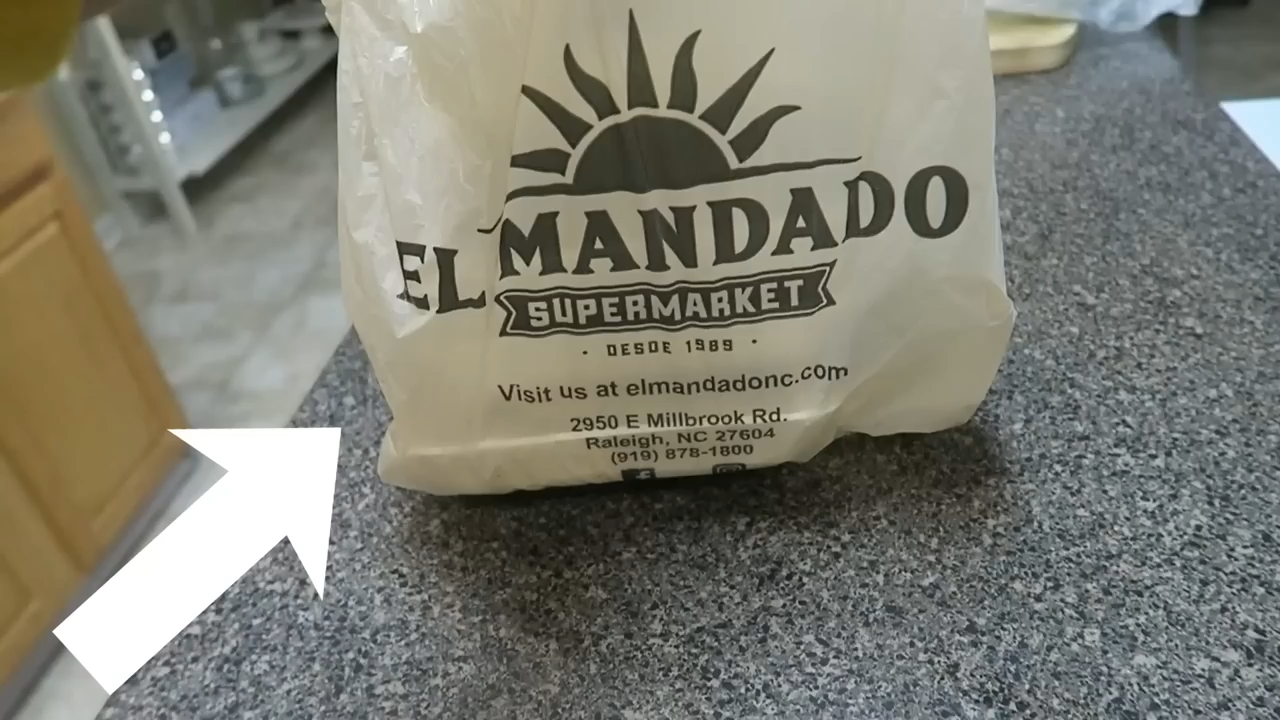 EL MANDADO
SUPERMARKET
· DESDE 1989 ·
Visit us at elmandadonc.com
2950 E Millbrook Rd.
Raleigh, NC 27604
(919) 878-1800